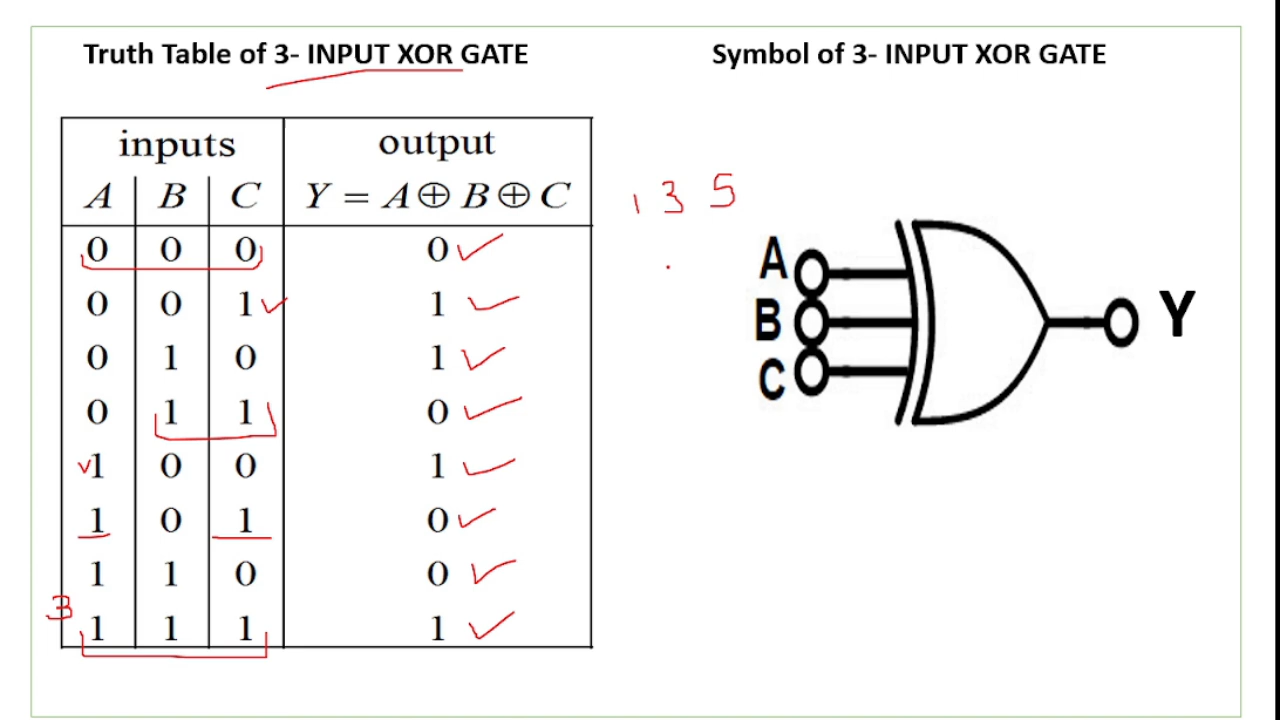 Truth Table of 3- INPUT XOR GATE
Symbol of 3- INPUT XOR GATE
inputs output
A B C Y = A⊕B⊕C
0 0 0 0
0 0 1 1
0 1 0 1
0 1 1 0
1 0 0 1
1 0 1 0
1 1 0 0
3
1 1 1 1
1 3 5
A
B
C
Y